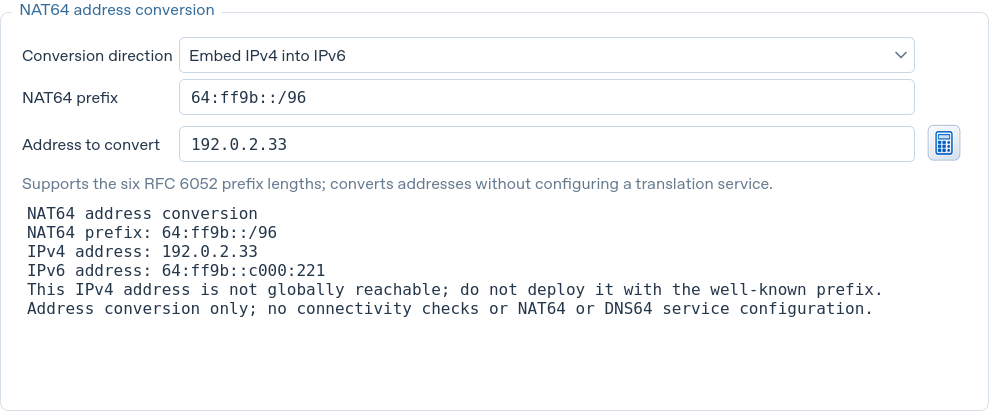 NAT64 address conversion
Conversion direction Embed IPv4 into IPv6
NAT64 prefix 64:ff9b::/96
Address to convert 192.0.2.33
Supports the six RFC 6052 prefix lengths; converts addresses without configuring a translation service.
NAT64 address conversion
NAT64 prefix: 64:ff9b::/96
IPv4 address: 192.0.2.33
IPv6 address: 64:ff9b::c000:221
This IPv4 address is not globally reachable; do not deploy it with the well-known prefix.
Address conversion only; no connectivity checks or NAT64 or DNS64 service configuration.